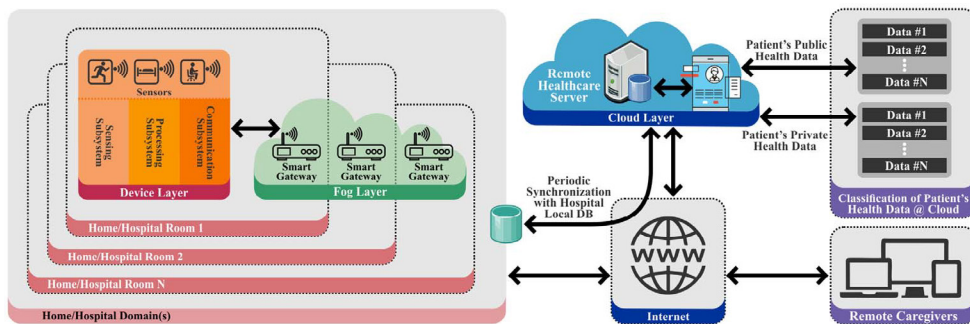 Sensors
Sensing
Subsystem
Processing
Subsystem
Communication
Subsystem
Device Layer
Smart
Gateway
Smart
Gateway
Smart
Gateway
Fog Layer
Home/Hospital Room 1
Home/Hospital Room 2
Home/Hospital Room N
Home/Hospital Domain(s)
Remote
Healthcare
Server
Cloud Layer
Periodic
Synchronization
with Hospital
Local DB
WWW
Internet
Patient's Public
Health Data
Patient's Private
Health Data
Data #1
Data #2
Data #N
Data #1
Data #2
Data #N
Classification of Patient's
Health Data @ Cloud
Remote Caregivers